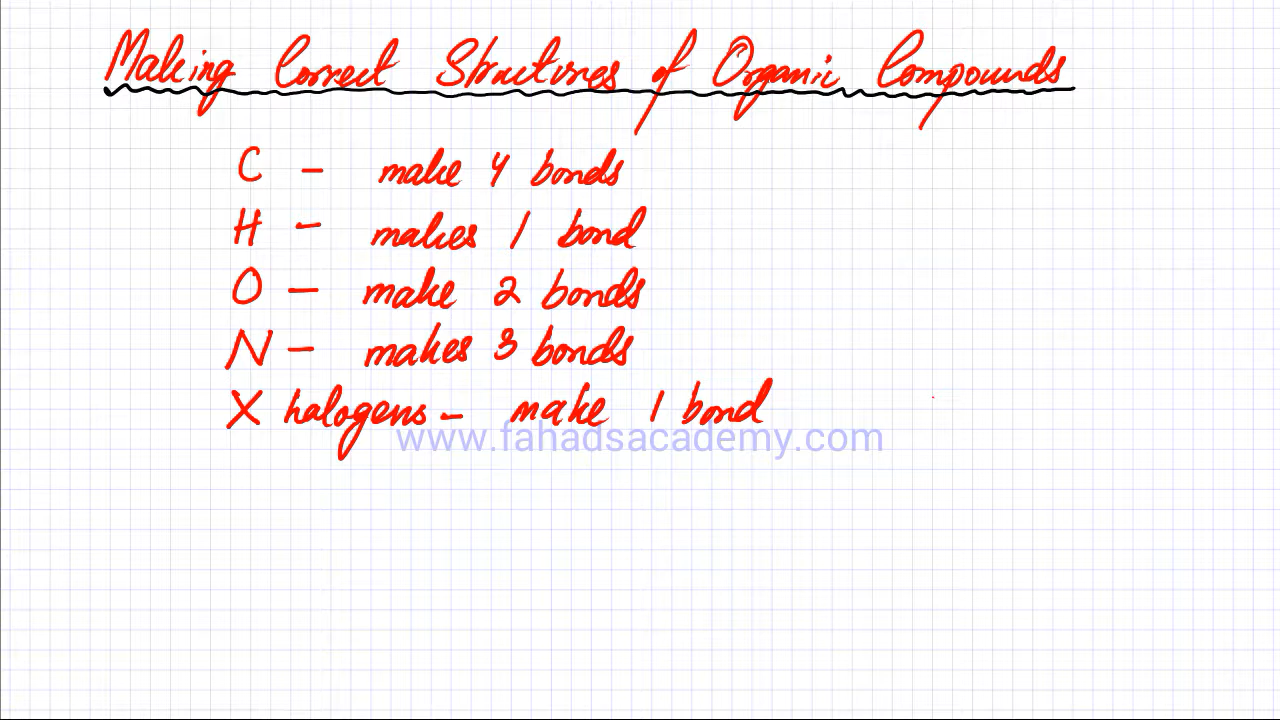 Making Correct Structures of Organic Compounds
C - make 4 bonds
H - makes 1 bond
O - make 2 bonds
N - makes 3 bonds
X halogens - make 1 bond
www.fahadsacademy.com